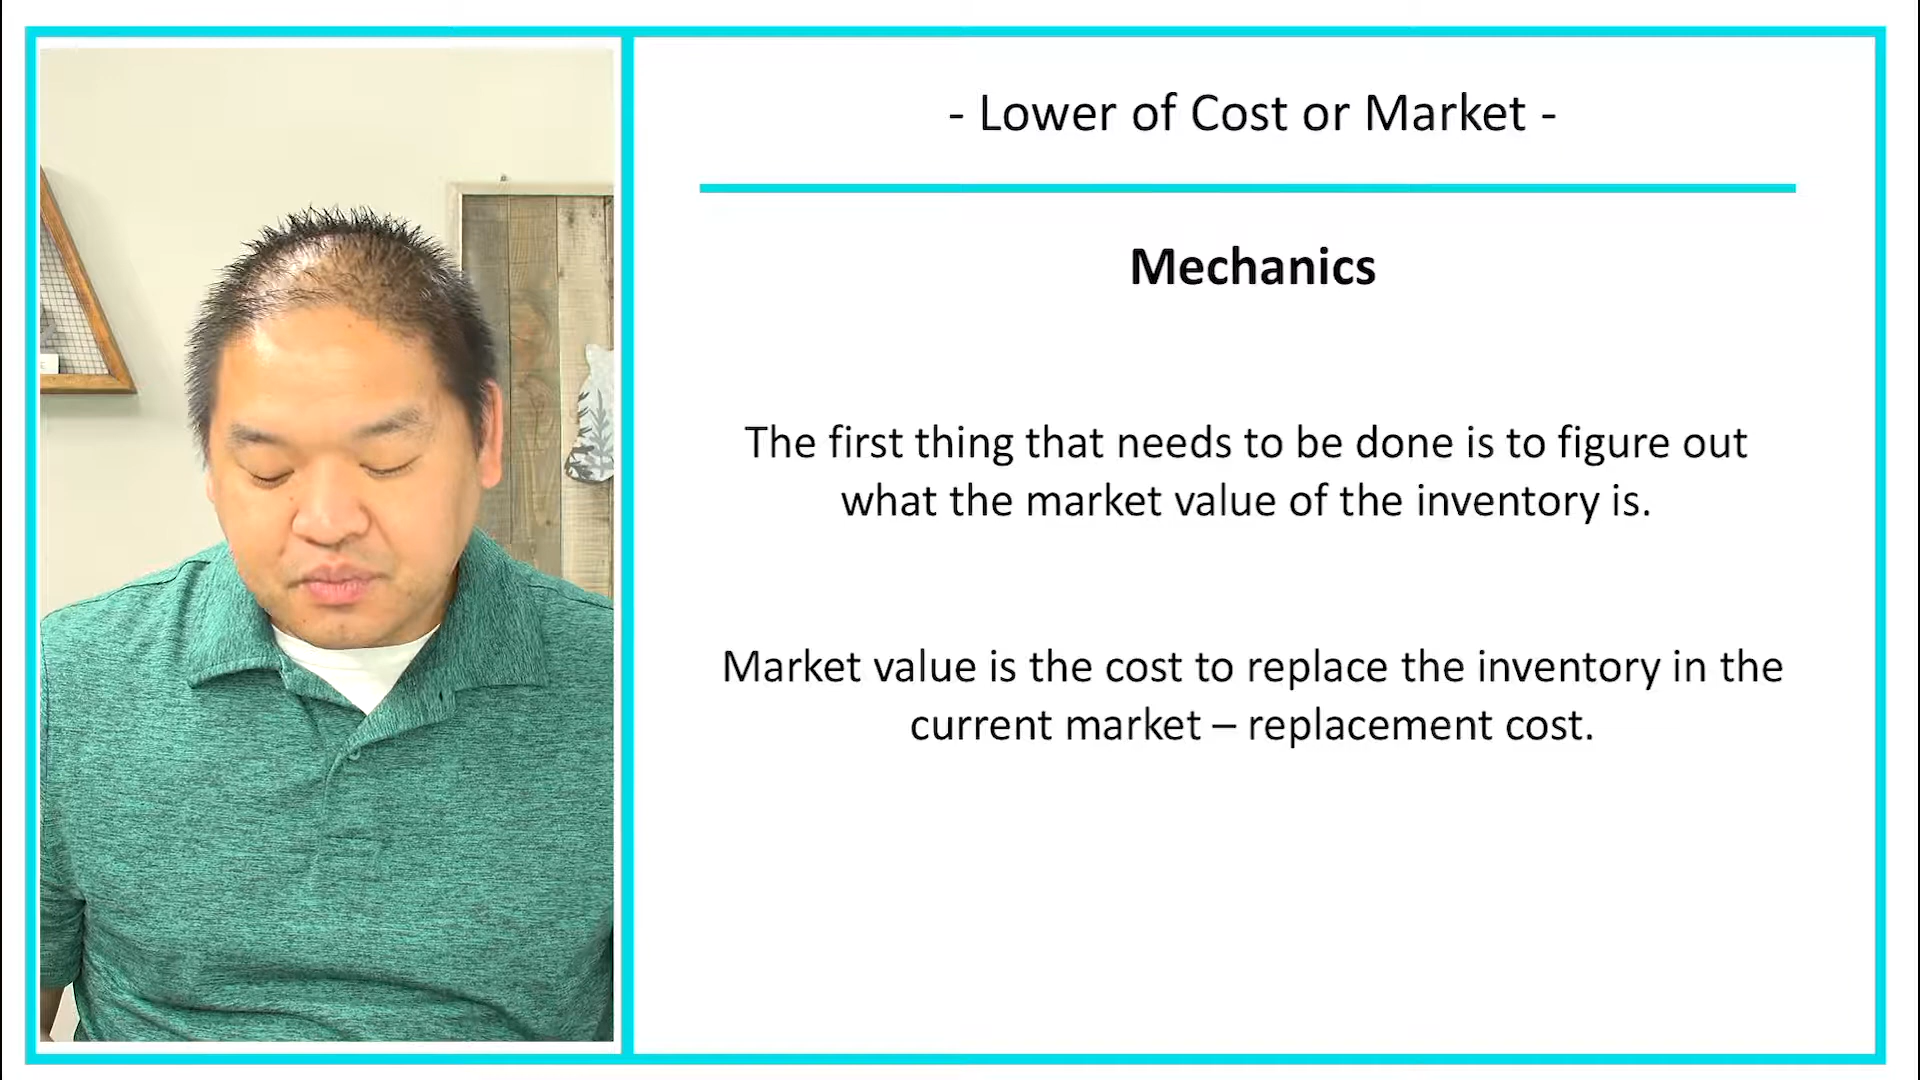 - Lower of Cost or Market -
Mechanics
The first thing that needs to be done is to figure out
what the market value of the inventory is.
Market value is the cost to replace the inventory in the
current market – replacement cost.